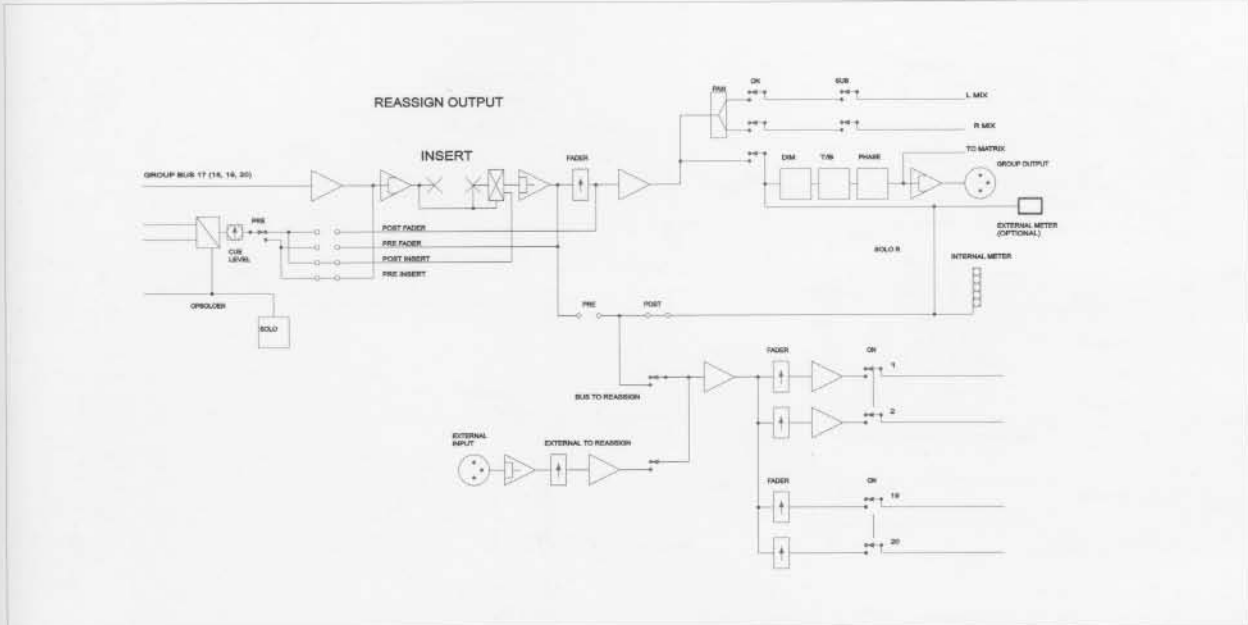 REASSIGN OUTPUT
INSERT
GROUP BUS 17 (18, 19, 20)
FADER
PAN
ON
SUB
L MIX
R MIX
TO MATRIX
DIM
T/B
PHASE
GROUP OUTPUT
EXTERNAL METER
(OPTIONAL)
PRE
CUE
LEVEL
POST FADER
PRE FADER
POST INSERT
PRE INSERT
SOLO R
INTERNAL METER
SOLO
PRE
POST
FADER
ON
1
BUS TO REASSIGN
2
EXTERNAL
INPUT
EXTERNAL TO REASSIGN
FADER
ON
19
20